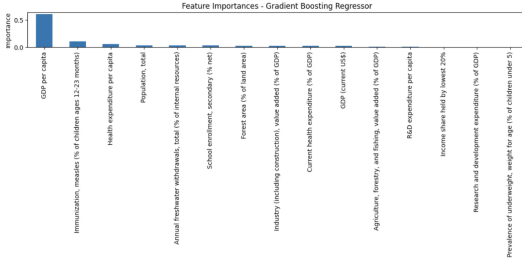 Feature Importances - Gradient Boosting Regressor
Importance
0.5
0.0
GDP per capita
Immunization, measles (% of children ages 12-23 months)
Health expenditure per capita
Population, total
Annual freshwater withdrawals, total (% of internal resources)
School enrollment, secondary (% net)
Forest area (% of land area)
Industry (including construction), value added (% of GDP)
Current health expenditure (% of GDP)
GDP (current US$)
Agriculture, forestry, and fishing, value added (% of GDP)
R&D expenditure per capita
Income share held by lowest 20%
Research and development expenditure (% of GDP)
Prevalence of underweight, weight for age (% of children under 5)